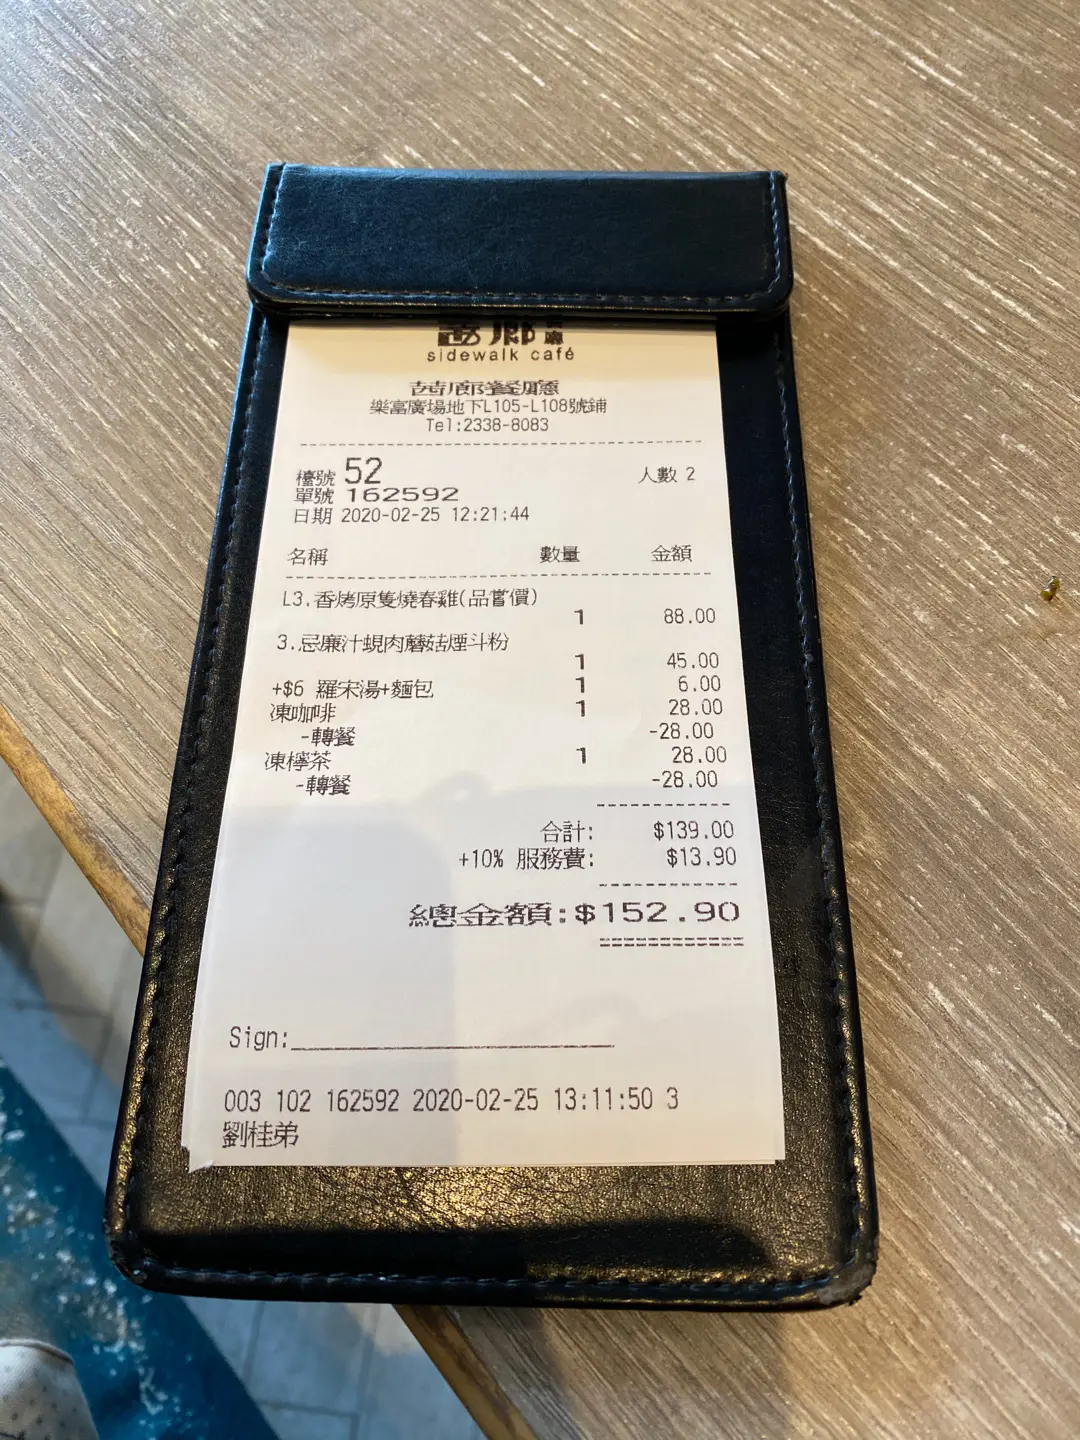 sidewalk café
茜廊餐廳
樂富廣場地下L105-L108號鋪
Tel:2338-8083
檯號 52 人數 2
單號 162592
日期 2020-02-25 12:21:44
名稱 數量 金額
L3.香烤原隻燒春雞(品嘗價)
1 88.00
3.忌廉汁蜆肉蘑菇煙斗粉
1 45.00
+$6 羅宋湯+麵包 1 6.00
凍咖啡 1 28.00
-轉餐 -28.00
凍檸茶 1 28.00
-轉餐 -28.00
合計: $139.00
+10% 服務費: $13.90
總金額:$152.90
Sign:
003 102 162592 2020-02-25 13:11:50 3
劉桂弟